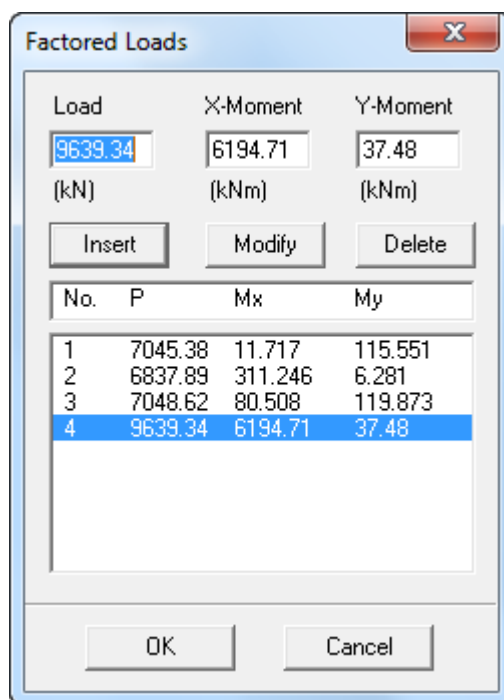 Factored Loads
Load X-Moment Y-Moment
9639.34 6194.71 37.48
(kN) (kNm) (kNm)
Insert Modify Delete
No. P Mx My
1 7045.38 11.717 115.551
2 6837.89 311.246 6.281
3 7048.62 80.508 119.873
4 9639.34 6194.71 37.48
OK Cancel